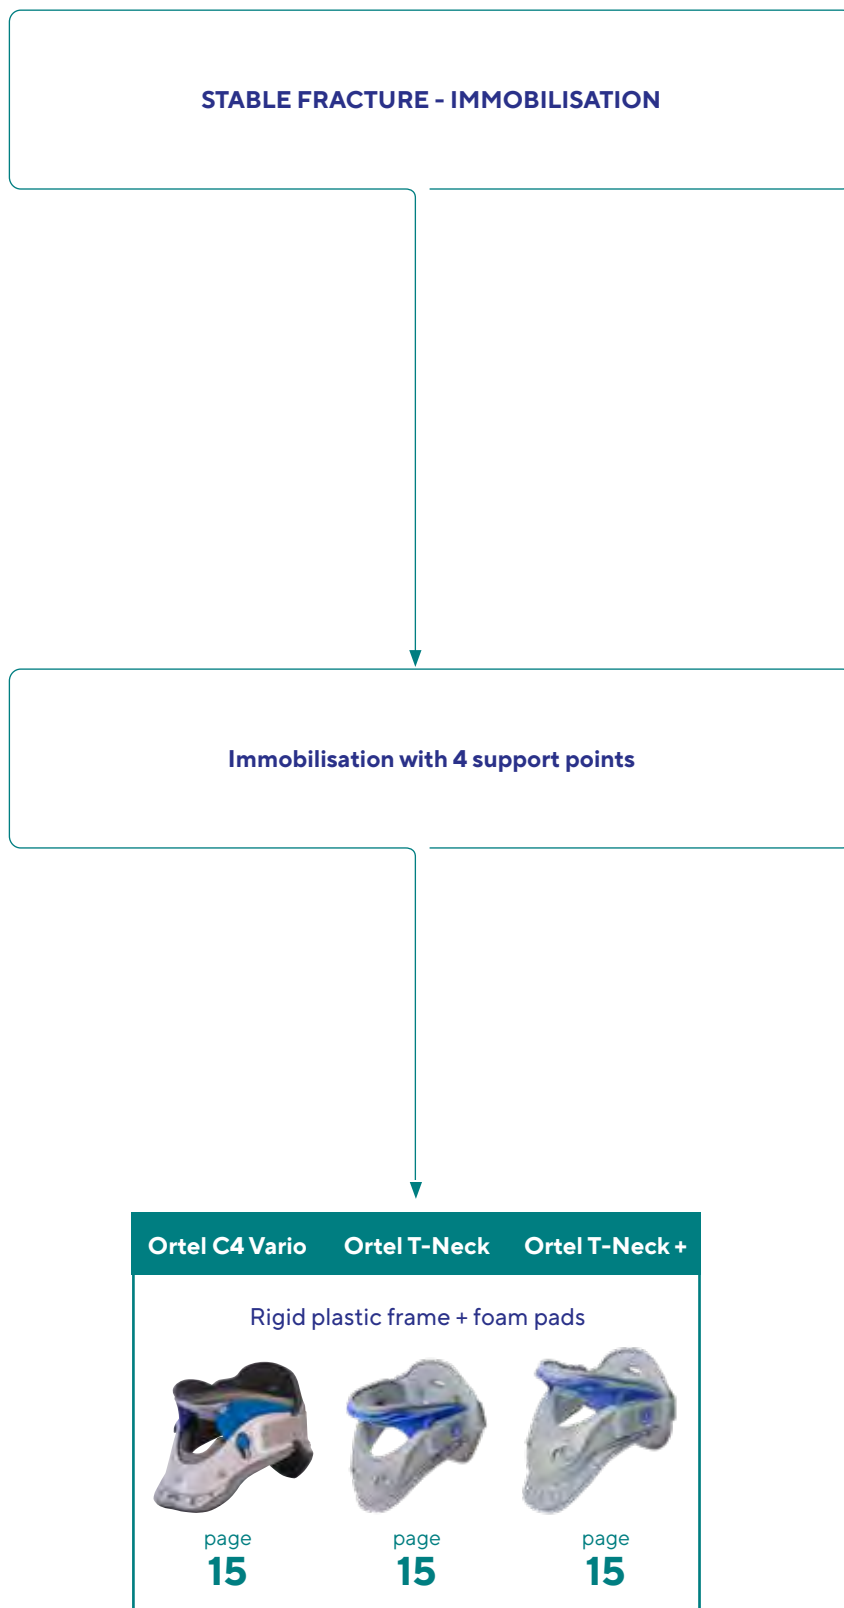 STABLE FRACTURE - IMMOBILISATION
Immobilisation with 4 support points
Ortel C4 Vario Ortel T-Neck Ortel T-Neck +
Rigid plastic frame + foam pads
page page page
15 15 15